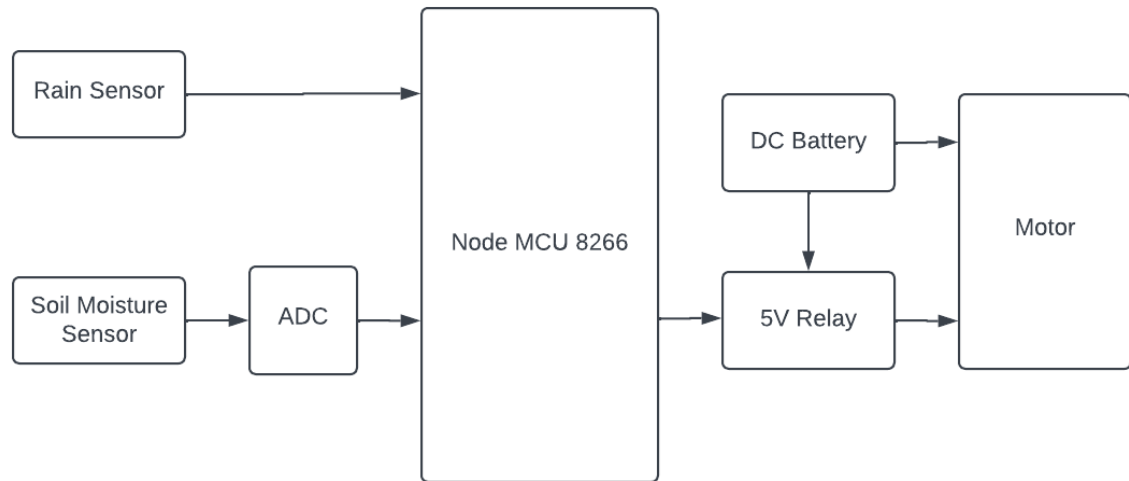 Rain Sensor
Soil Moisture
Sensor
ADC
Node MCU 8266
DC Battery
5V Relay
Motor